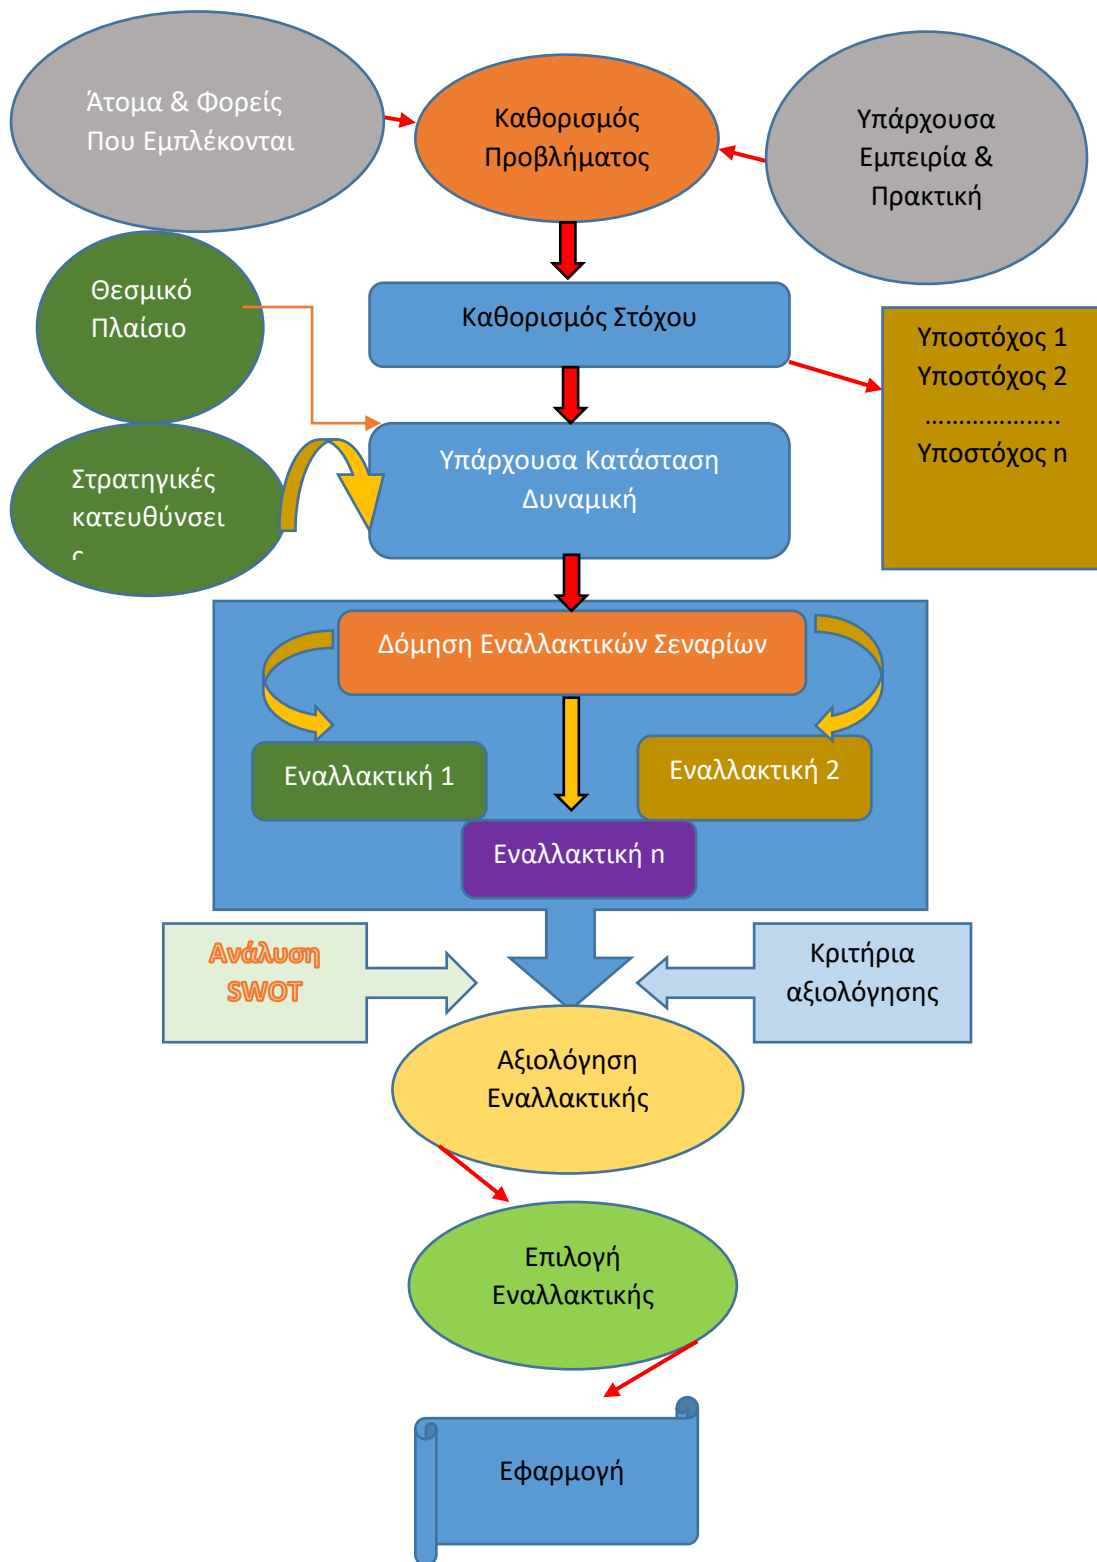 Άτομα & Φορείς
Που Εμπλέκονται
Καθορισμός
Προβλήματος
Υπάρχουσα
Εμπειρία &
Πρακτική
Θεσμικό
Πλαίσιο
Καθορισμός Στόχου
Υποστόχος 1
Υποστόχος 2
………………..
Υποστόχος n
Στρατηγικές
κατευθύνσει
ς
Υπάρχουσα Κατάσταση
Δυναμική
Δόμηση Εναλλακτικών Σεναρίων
Εναλλακτική 1
Εναλλακτική 2
Εναλλακτική n
Ανάλυση
SWOT
Κριτήρια
αξιολόγησης
Αξιολόγηση
Εναλλακτικής
Επιλογή
Εναλλακτικής
Εφαρμογή